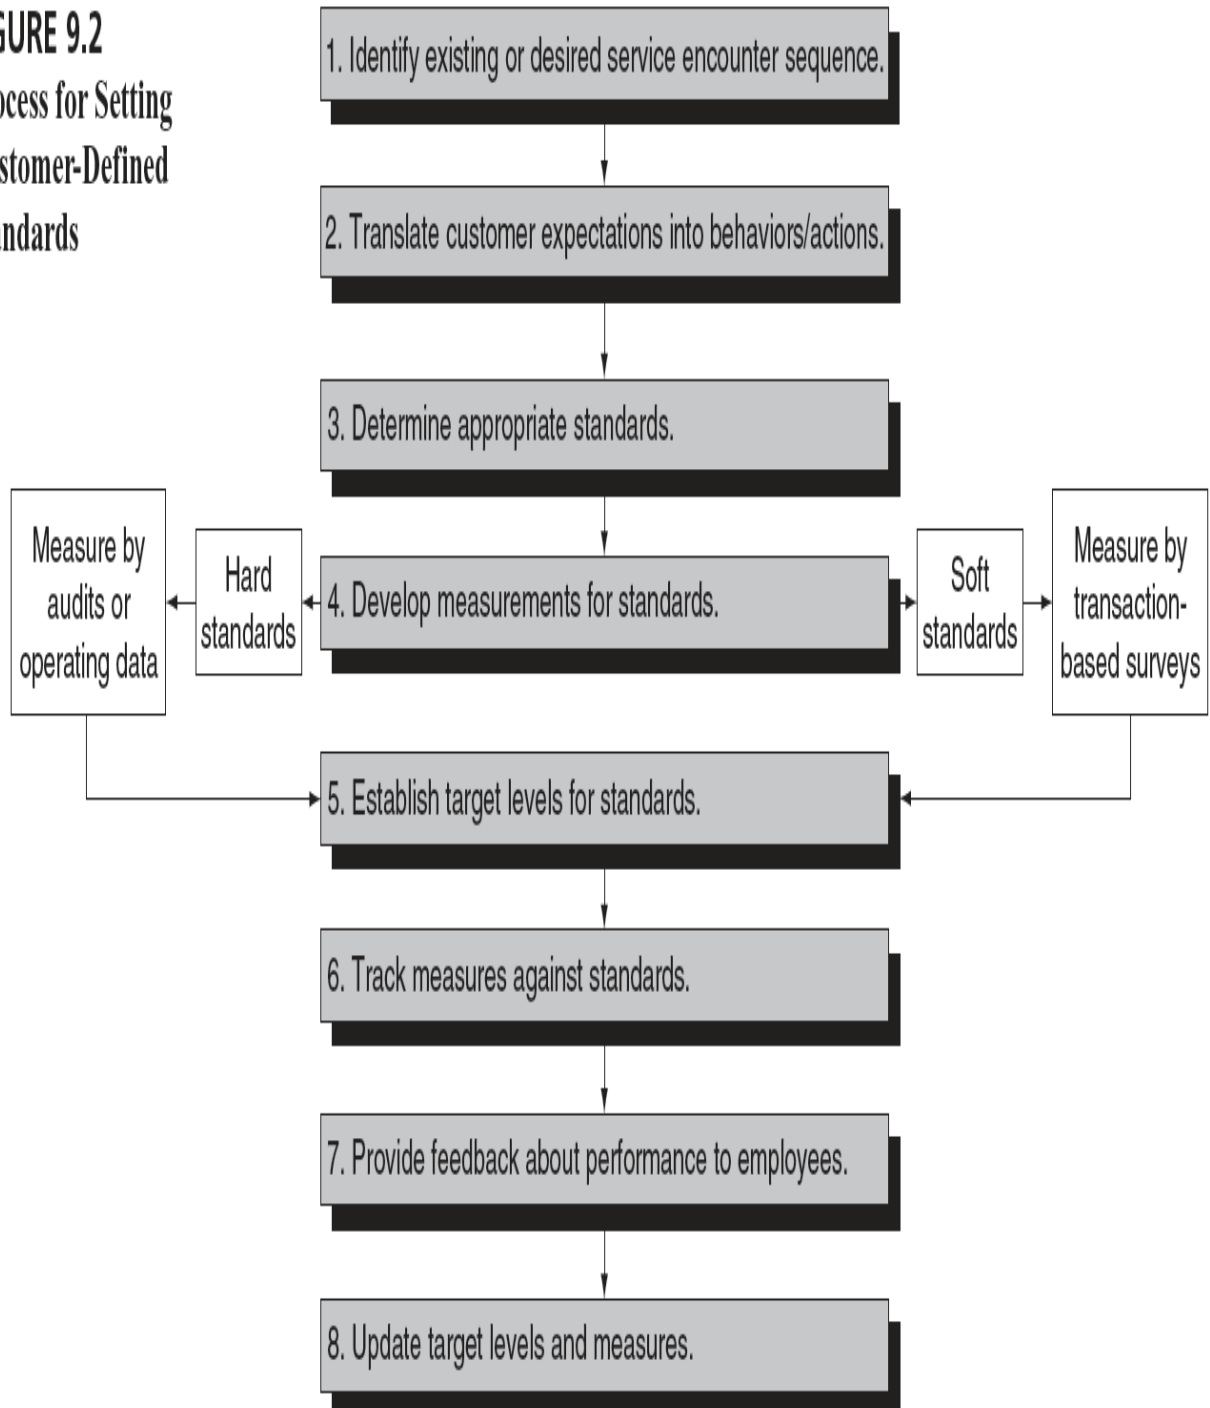 GURE 9.2
ocess for Setting
stomer-Defined
ndards
1. Identify existing or desired service encounter sequence.
2. Translate customer expectations into behaviors/actions.
3. Determine appropriate standards.
Measure by
audits or
operating data
Hard
standards
4. Develop measurements for standards.
Soft
standards
Measure by
transaction-
based surveys
5. Establish target levels for standards.
6. Track measures against standards.
7. Provide feedback about performance to employees.
8. Update target levels and measures.